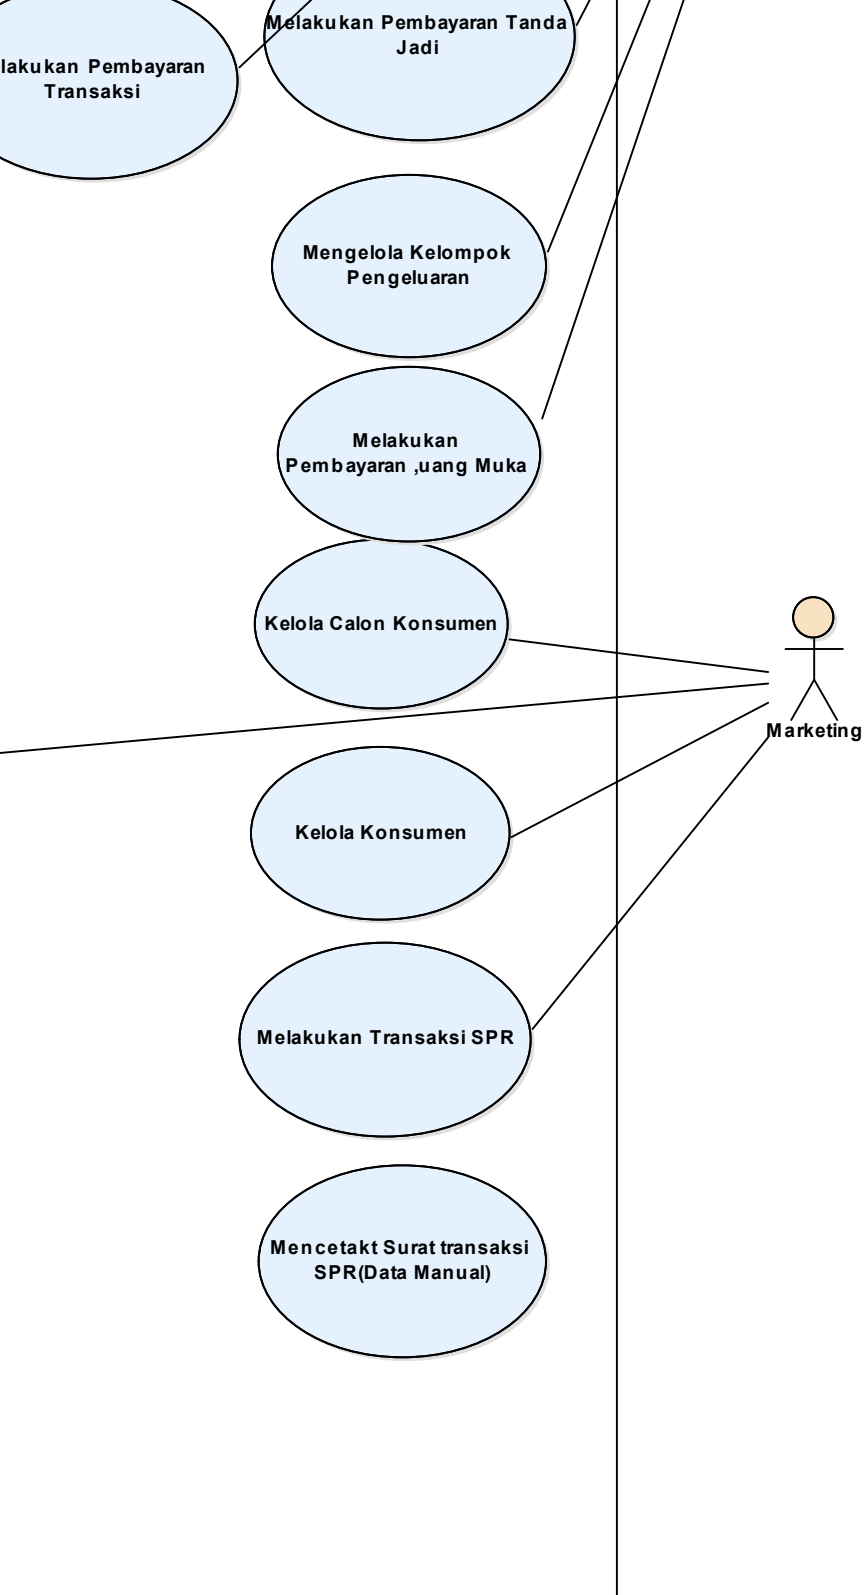 Melakukan Pembayaran Tanda
Jadi
lakukan Pembayaran
Transaksi
Mengelola Kelompok
Pengeluaran
Melakukan
Pembayaran ,uang Muka
Kelola Calon Konsumen
Marketing
Kelola Konsumen
Melakukan Transaksi SPR
Mencetakt Surat transaksi
SPR(Data Manual)